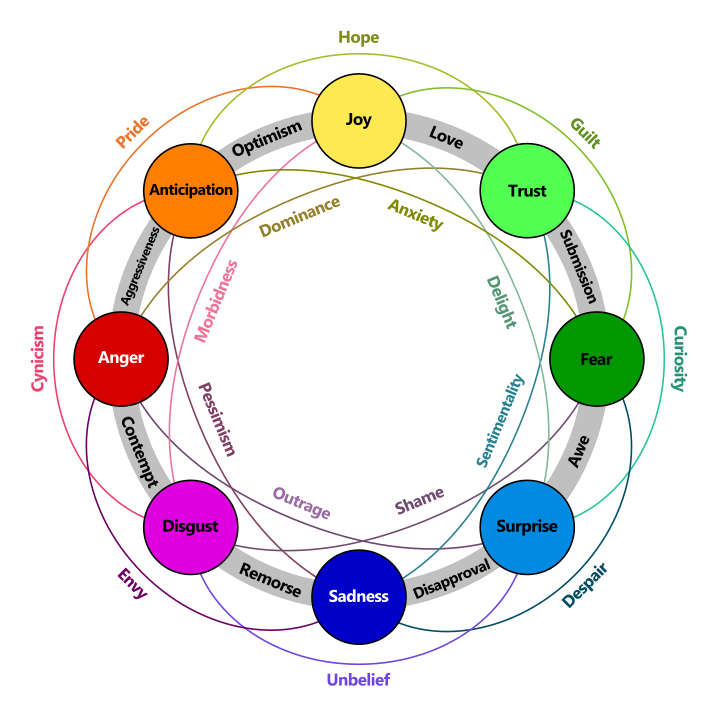 Hope
Pride
Guilt
Joy
Optimism
Love
Anticipation
Trust
Dominance
Anxiety
Aggressiveness
Submission
Morbidness
Delight
Cynicism
Anger
Fear
Curiosity
Pessimism
Sentimentality
Contempt
Awe
Outrage
Shame
Disgust
Surprise
Envy
Remorse
Sadness
Disapproval
Despair
Unbelief